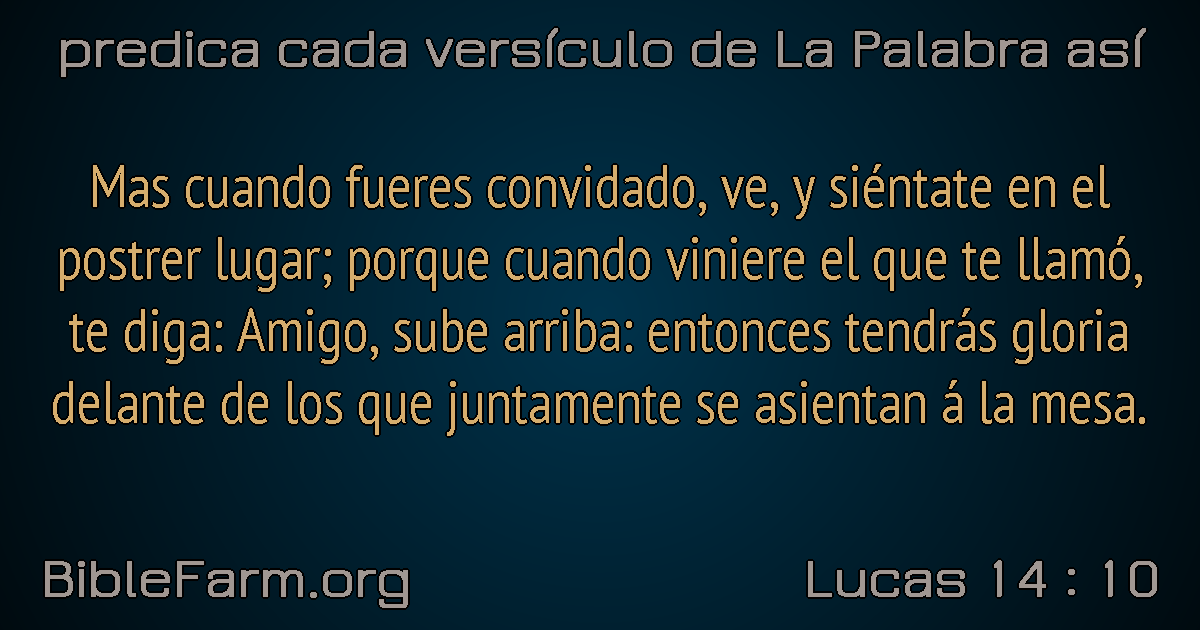 predica cada versículo de La Palabra así
Mas cuando fueres convidado, ve, y siéntate en el
postrer lugar; porque cuando viniere el que te llamó,
te diga: Amigo, sube arriba: entonces tendrás gloria
delante de los que juntamente se asientan á la mesa.
BibleFarm.org
Lucas 14 : 10